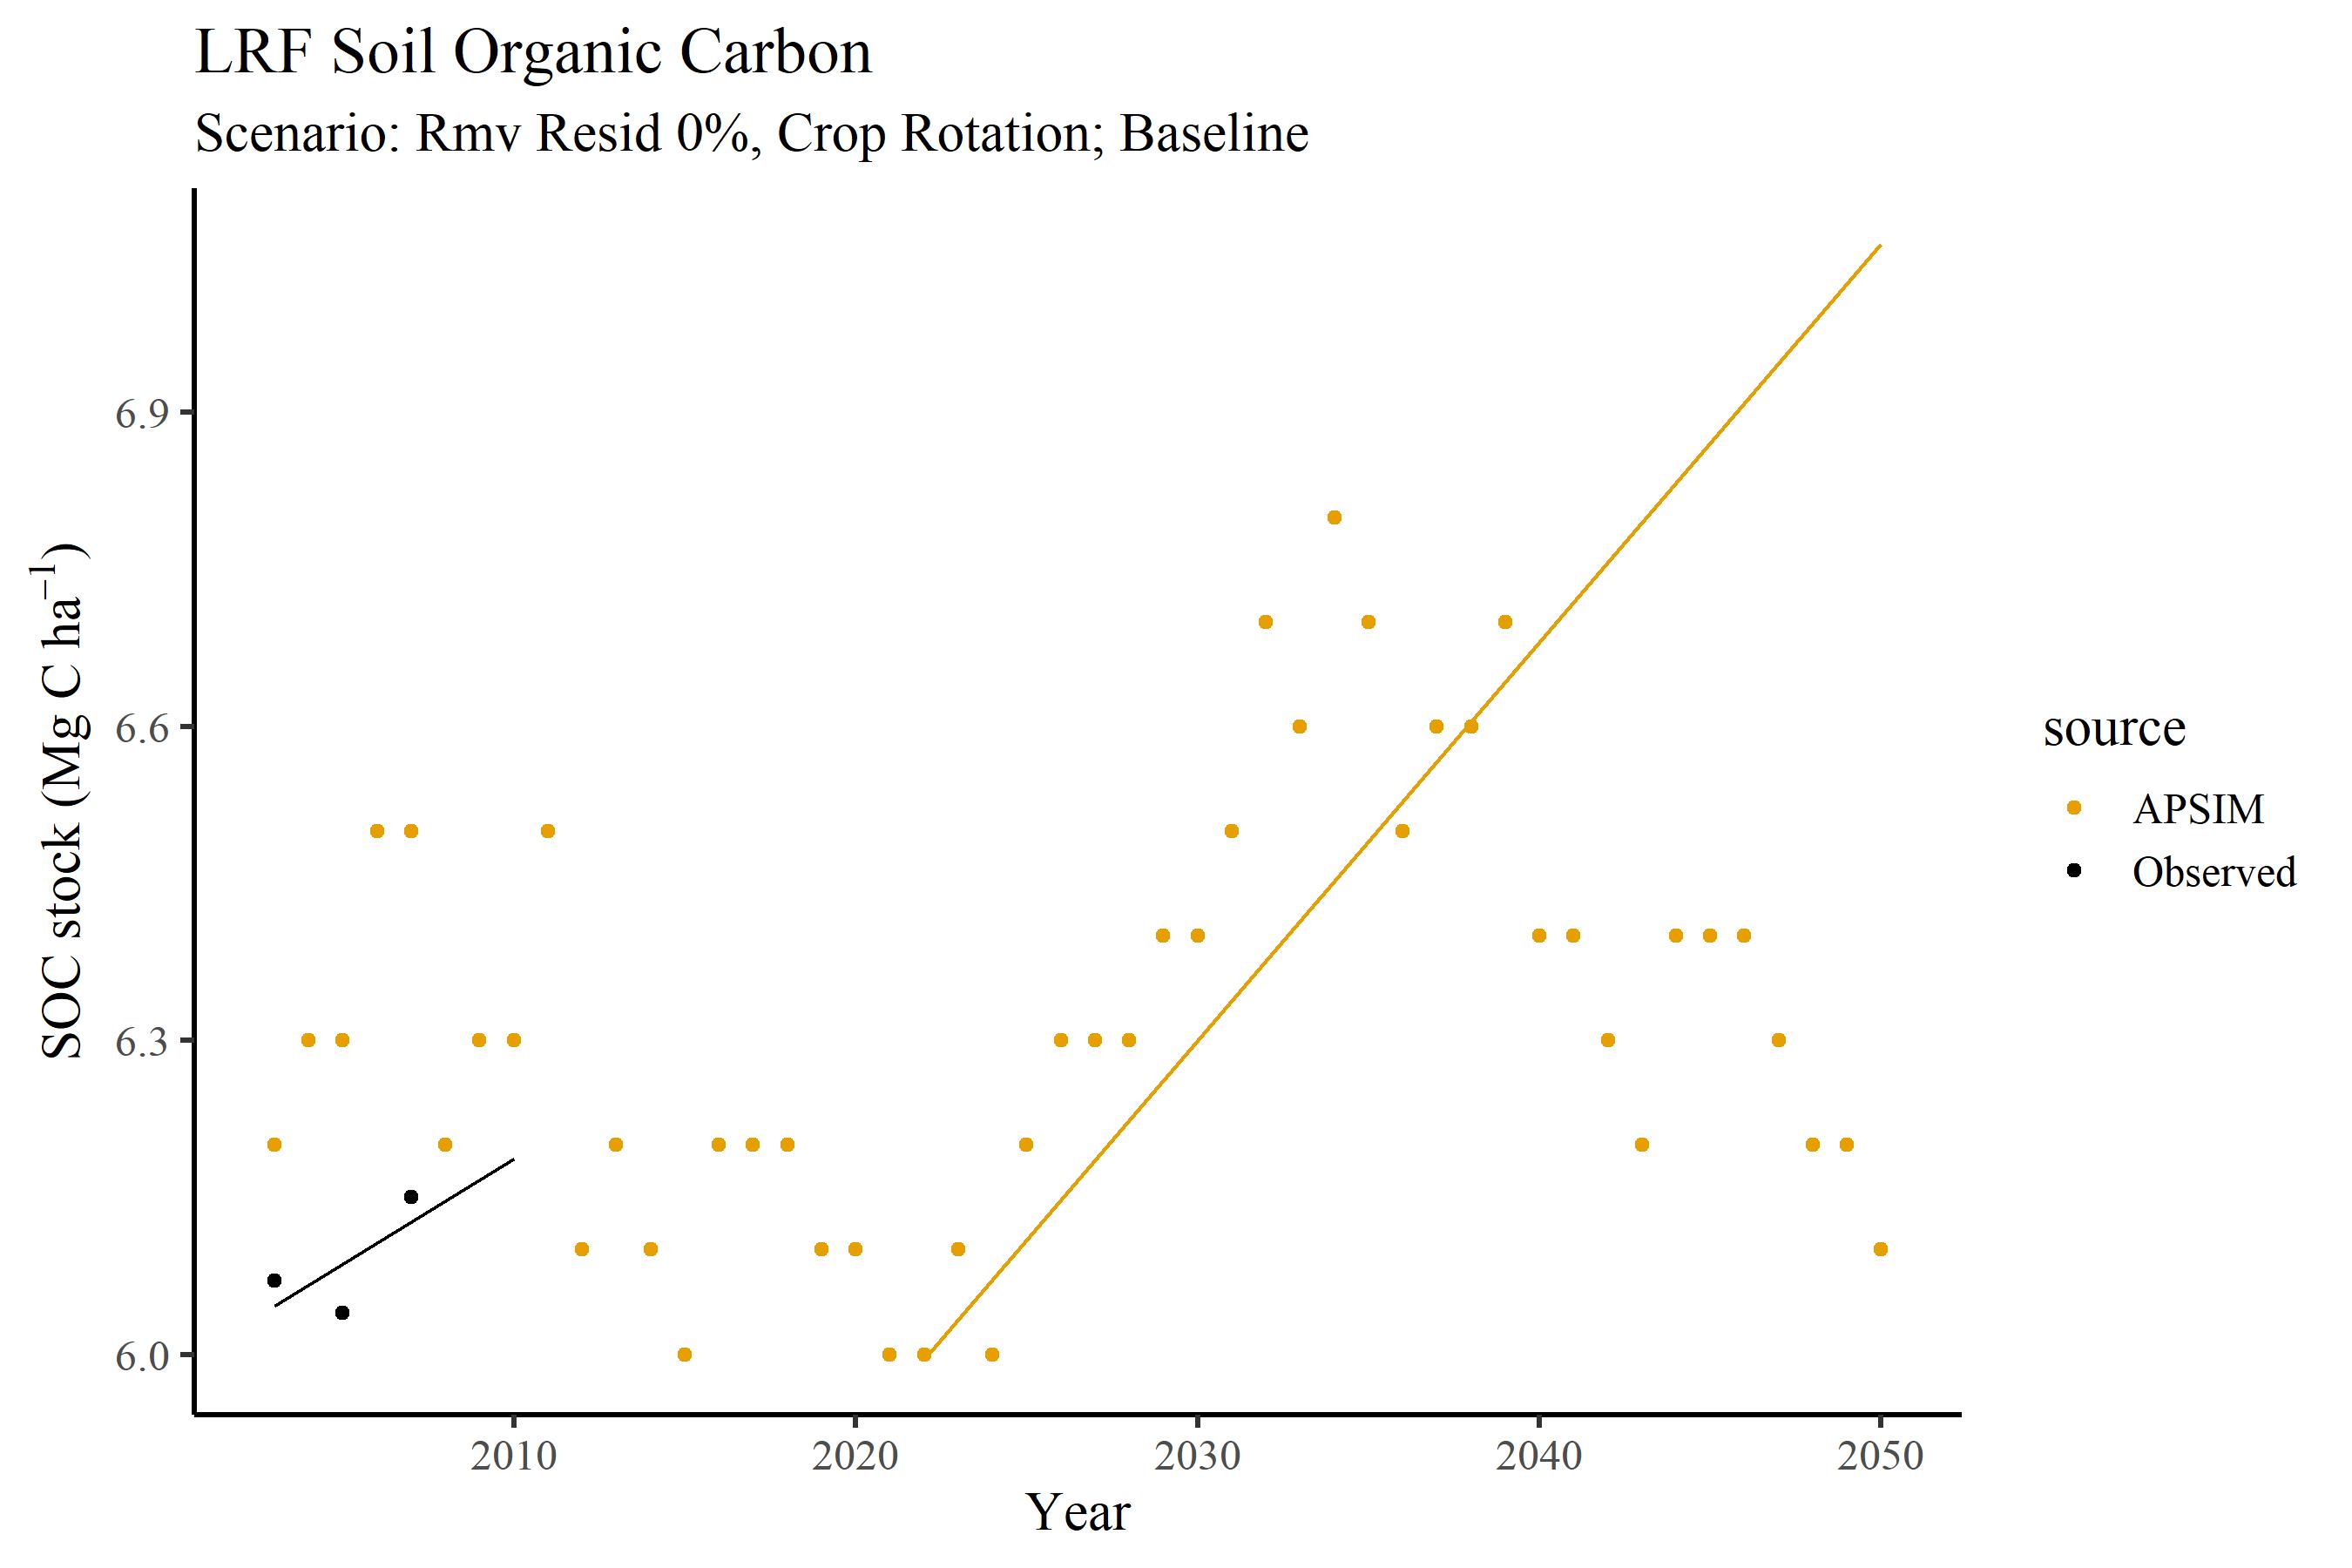 LRF Soil Organic Carbon
Scenario: Rmv Resid 0%, Crop Rotation; Baseline
SOC stock (Mg C ha⁻¹)
6.9
6.6
6.3
6.0
2010 2020 2030 2040 2050
Year
source
APSIM
Observed